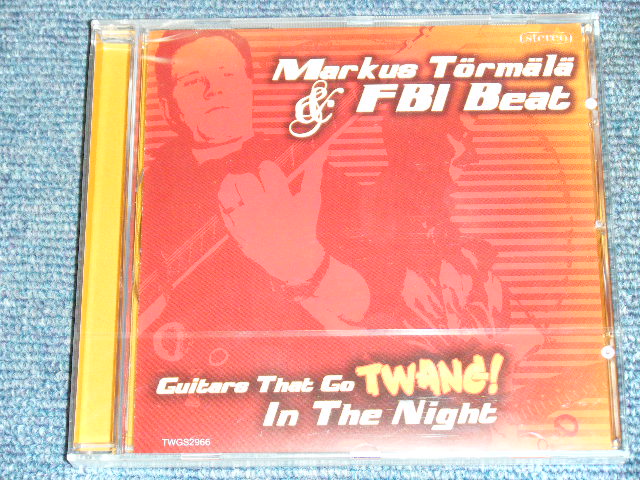 stereo
Markus Törmälä
& FBI Beat
Guitars That Go TWANG!
In The Night
TWGS2966